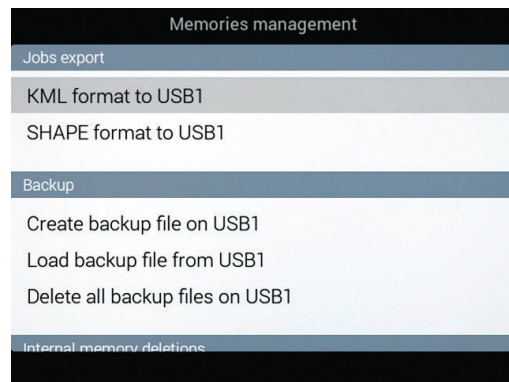 Memories management
Jobs export
KML format to USB1
SHAPE format to USB1
Backup
Create backup file on USB1
Load backup file from USB1
Delete all backup files on USB1
Internal memory deletions